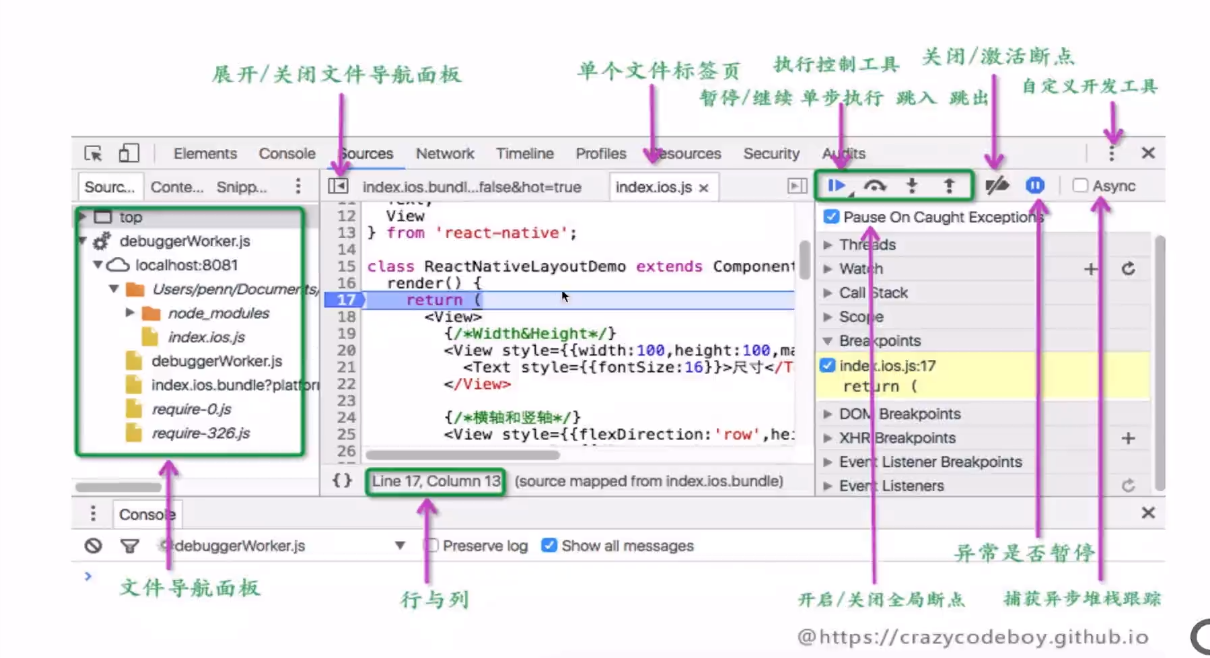 展开/关闭文件导航面板
单个文件标签页
执行控制工具
关闭/激活断点
暂停/继续 单步执行 跳入 跳出
自定义开发工具
Elements Console Sources Network Timeline Profiles Resources Security Audits
Sourc... Conte... Snipp...
index.ios.bundl...false&hot=true index.ios.js
Async
top
debuggerWorker.js
localhost:8081
Users/penn/Documents/
node_modules
index.ios.js
debuggerWorker.js
index.ios.bundle?platfor
require-0.js
require-326.js
11 Text,
12 View
13 } from 'react-native';
14
15 class ReactNativeLayoutDemo extends Component
16 render() {
17 return (
18 <View>
19 {/*Width&Height*/}
20 <View style={{width:100,height:100,ma
21 <Text style={{fontSize:16}}>尺寸</T
22 </View>
23
24 {/*横轴和竖轴*/}
25 <View style={{flexDirection:'row',hei
26
{} Line 17, Column 13 (source mapped from index.ios.bundle)
Pause On Caught Exceptions
Threads
Watch
Call Stack
Scope
Breakpoints
index.ios.js:17
return (
DOM Breakpoints
XHR Breakpoints
Event Listener Breakpoints
Event Listeners
Console
debuggerWorker.js Preserve log Show all messages
文件导航面板
行与列
异常是否暂停
开启/关闭全局断点
捕获异步堆栈跟踪
@https://crazycodeboy.github.io